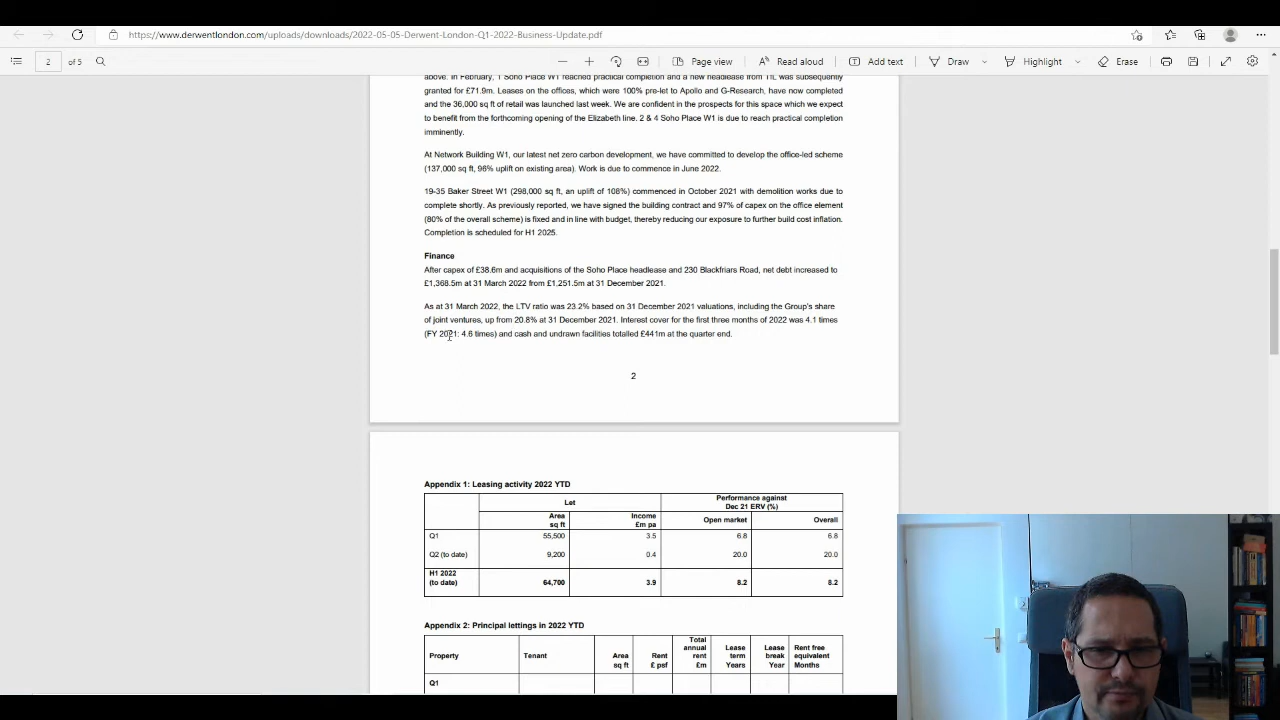 https://www.derwentlondon.com/uploads/downloads/2022-05-05-Derwent-London-Q1-2022-Business-Update.pdf
2 of 5
Page view
Read aloud
Add text
Draw
Highlight
Erase
above. In February, 1 Soho Place W1 reached practical completion and a new headlease from TfL was subsequently
granted for £71.9m. Leases on the offices, which were 100% pre-let to Apollo and G-Research, have now completed
and the 36,000 sq ft of retail was launched last week. We are confident in the prospects for this space which we expect
to benefit from the forthcoming opening of the Elizabeth line. 2 & 4 Soho Place W1 is due to reach practical completion
imminently.
At Network Building W1, our latest net zero carbon development, we have committed to develop the office-led scheme
(137,000 sq ft, 96% uplift on existing area). Work is due to commence in June 2022.
19-35 Baker Street W1 (298,000 sq ft, an uplift of 108%) commenced in October 2021 with demolition works due to
complete shortly. As previously reported, we have signed the building contract and 97% of capex on the office element
(80% of the overall scheme) is fixed and in line with budget, thereby reducing our exposure to further build cost inflation.
Completion is scheduled for H1 2025.
Finance
After capex of £38.6m and acquisitions of the Soho Place headlease and 230 Blackfriars Road, net debt increased to
£1,368.5m at 31 March 2022 from £1,251.5m at 31 December 2021.
As at 31 March 2022, the LTV ratio was 23.2% based on 31 December 2021 valuations, including the Group's share
of joint ventures, up from 20.8% at 31 December 2021. Interest cover for the first three months of 2022 was 4.1 times
(FY 2021: 4.6 times) and cash and undrawn facilities totalled £441m at the quarter end.
2
Appendix 1: Leasing activity 2022 YTD
Let
Performance against
Dec 21 ERV (%)
Area
sq ft
Income
£m pa
Open market
Overall
Q1 55,500 3.5 6.8 6.8
Q2 (to date) 9,200 0.4 20.0 20.0
H1 2022
(to date) 64,700 3.9 8.2 8.2
Appendix 2: Principal lettings in 2022 YTD
Property
Tenant
Area
sq ft
Rent
£ psf
Total
annual
rent
£m
Lease
term
Years
Lease
break
Year
Rent free
equivalent
Months
Q1